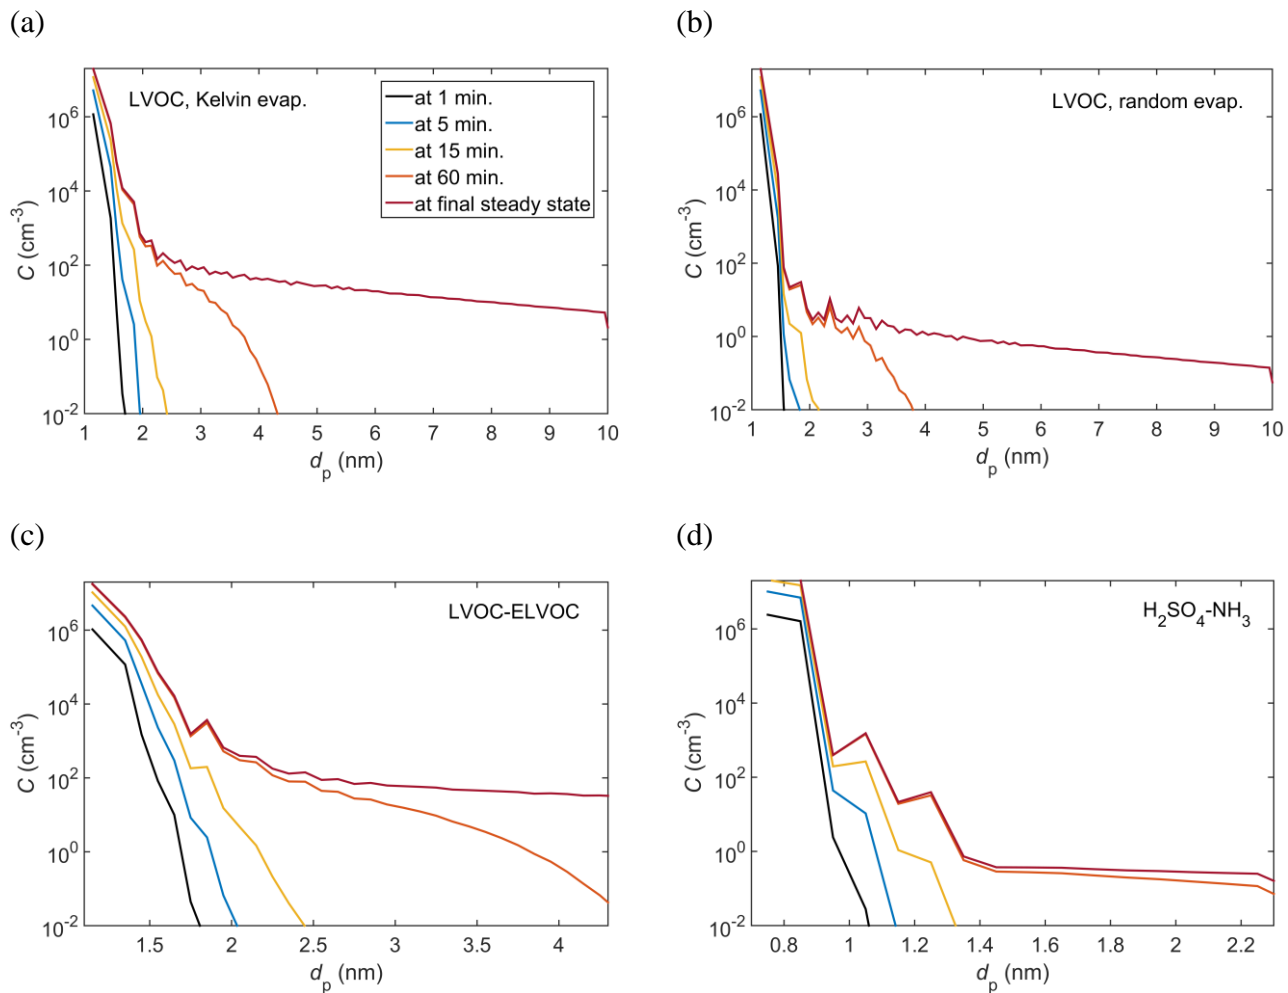 (a)
(b)
LVOC, Kelvin evap.
at 1 min.
at 5 min.
at 15 min.
at 60 min.
at final steady state
10^6
10^4
10^2
10^0
10^-2
C (cm^-3)
1 2 3 4 5 6 7 8 9 10
d_p (nm)
LVOC, random evap.
10^6
10^4
10^2
10^0
10^-2
C (cm^-3)
1 2 3 4 5 6 7 8 9 10
d_p (nm)
(c)
(d)
LVOC-ELVOC
10^6
10^4
10^2
10^0
10^-2
C (cm^-3)
1.5 2 2.5 3 3.5 4
d_p (nm)
H_2SO_4-NH_3
10^6
10^4
10^2
10^0
10^-2
C (cm^-3)
0.8 1 1.2 1.4 1.6 1.8 2 2.2
d_p (nm)